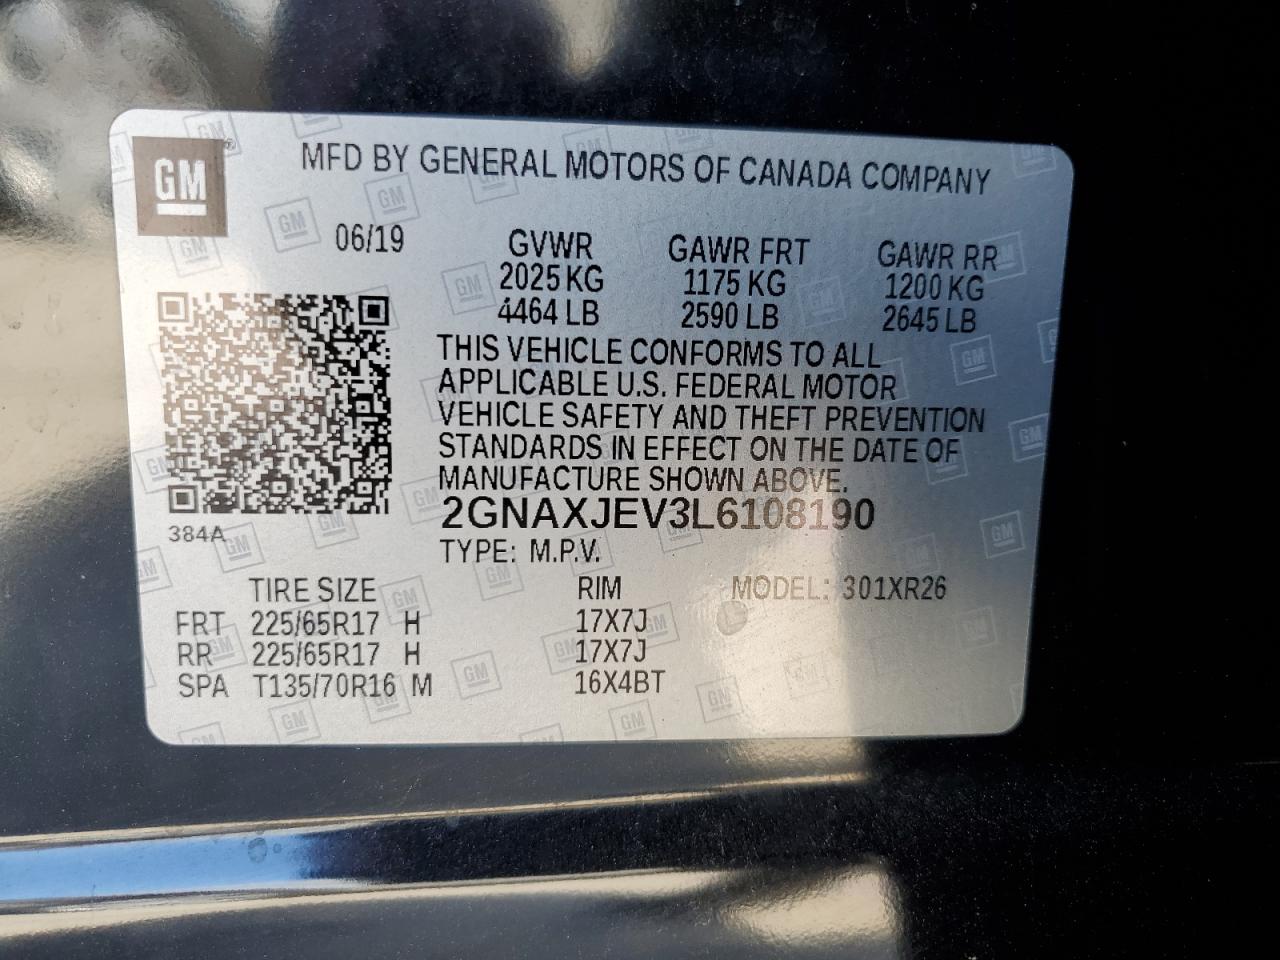 GM ®
MFD BY GENERAL MOTORS OF CANADA COMPANY
06/19 GVWR GAWR FRT GAWR RR
2025 KG 1175 KG 1200 KG
4464 LB 2590 LB 2645 LB
THIS VEHICLE CONFORMS TO ALL
APPLICABLE U.S. FEDERAL MOTOR
VEHICLE SAFETY AND THEFT PREVENTION
STANDARDS IN EFFECT ON THE DATE OF
MANUFACTURE SHOWN ABOVE.
2GNAXJEV3L6108190
384A
TYPE: M.P.V.
TIRE SIZE RIM MODEL: 301XR26
FRT 225/65R17 H 17X7J
RR 225/65R17 H 17X7J
SPA T135/70R16 M 16X4BT